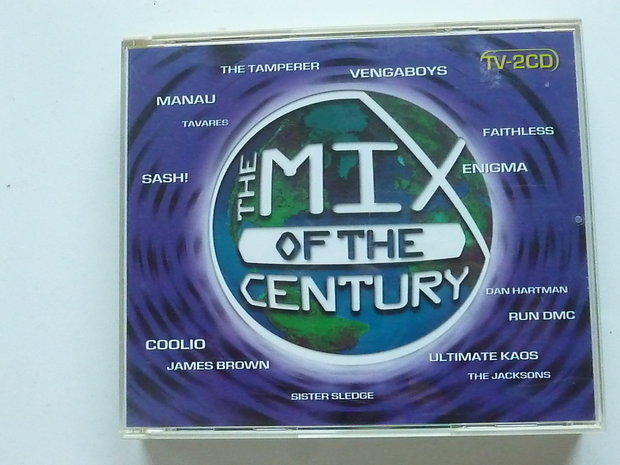 TV-2CD
THE TAMPERER
VENGABOYS
MANAU
TAVARES
FAITHLESS
SASH!
ENIGMA
THE MIX
OF THE
CENTURY
DAN HARTMAN
RUN DMC
COOLIO
JAMES BROWN
ULTIMATE KAOS
THE JACKSONS
SISTER SLEDGE